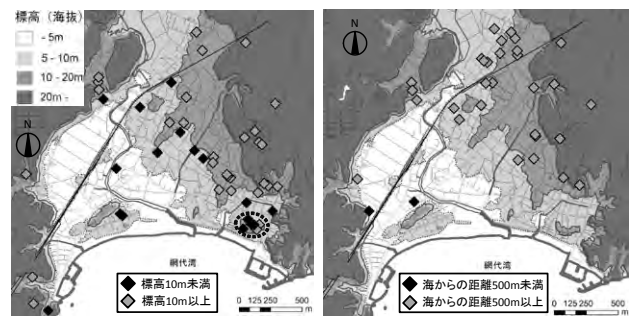 標高（海抜）
- 5m
5 - 10m
10 - 20m
20m -
N
網代湾
標高10m未満
標高10m以上
0 125 250 500
m
N
網代湾
海からの距離500m未満
海からの距離500m以上
0 125 250 500
m